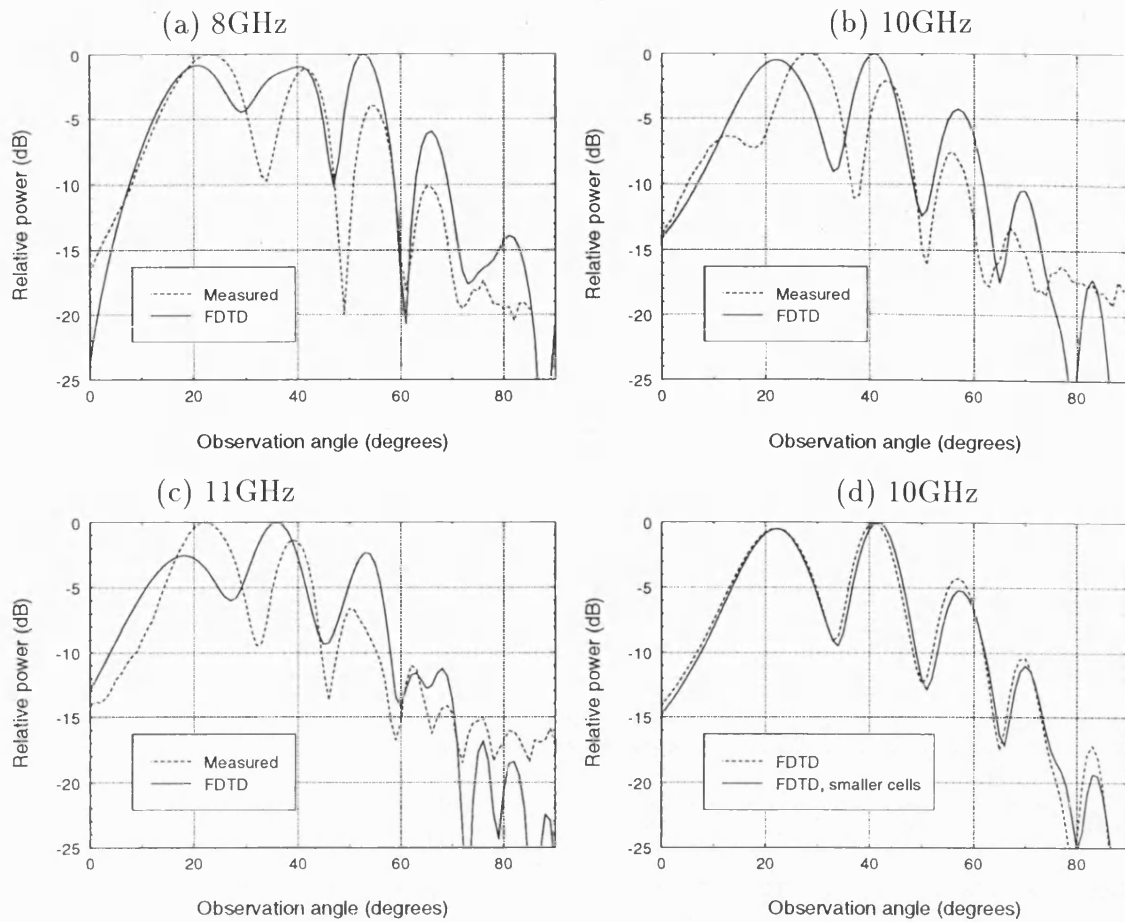 (a) 8GHz
Relative power (dB)
0
-5
-10
-15
-20
-25
Measured
FDTD
0 20 40 60 80
Observation angle (degrees)
(b) 10GHz
Relative power (dB)
0
-5
-10
-15
-20
-25
Measured
FDTD
0 20 40 60 80
Observation angle (degrees)
(c) 11GHz
Relative power (dB)
0
-5
-10
-15
-20
-25
Measured
FDTD
0 20 40 60 80
Observation angle (degrees)
(d) 10GHz
Relative power (dB)
0
-5
-10
-15
-20
-25
FDTD
FDTD, smaller cells
0 20 40 60 80
Observation angle (degrees)